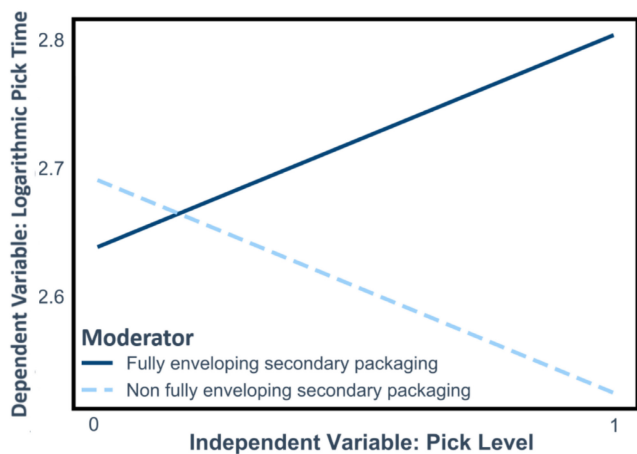 Dependent Variable: Logarithmic Pick Time
2.8
2.7
2.6
Moderator
Fully enveloping secondary packaging
Non fully enveloping secondary packaging
0
1
Independent Variable: Pick Level